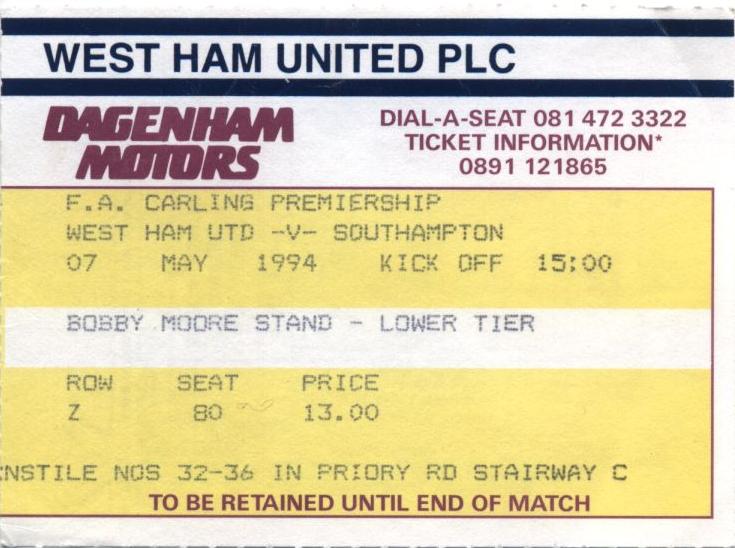 WEST HAM UNITED PLC
DAGENHAM
MOTORS
DIAL-A-SEAT 081 472 3322
TICKET INFORMATION*
0891 121865
F.A. CARLING PREMIERSHIP
WEST HAM UTD -V- SOUTHAMPTON
07 MAY 1994 KICK OFF 15:00
BOBBY MOORE STAND - LOWER TIER
ROW SEAT PRICE
Z 80 13.00
NSTILE NOS 32-36 IN PRIORY RD STAIRWAY C
TO BE RETAINED UNTIL END OF MATCH